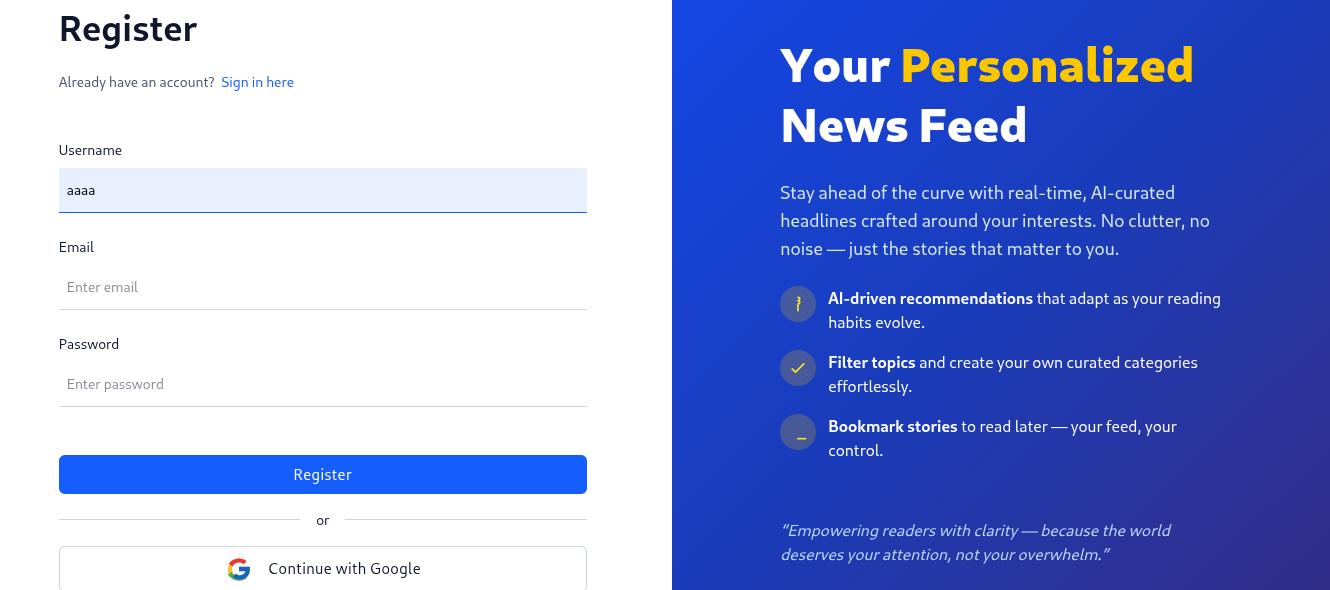 Register
Already have an account? Sign in here
Username
aaaa
Email
Enter email
Password
Enter password
Register
or
Continue with Google
Your Personalized
News Feed
Stay ahead of the curve with real-time, AI-curated
headlines crafted around your interests. No clutter, no
noise — just the stories that matter to you.
AI-driven recommendations that adapt as your reading
habits evolve.
Filter topics and create your own curated categories
effortlessly.
Bookmark stories to read later — your feed, your
control.
"Empowering readers with clarity — because the world
deserves your attention, not your overwhelm."